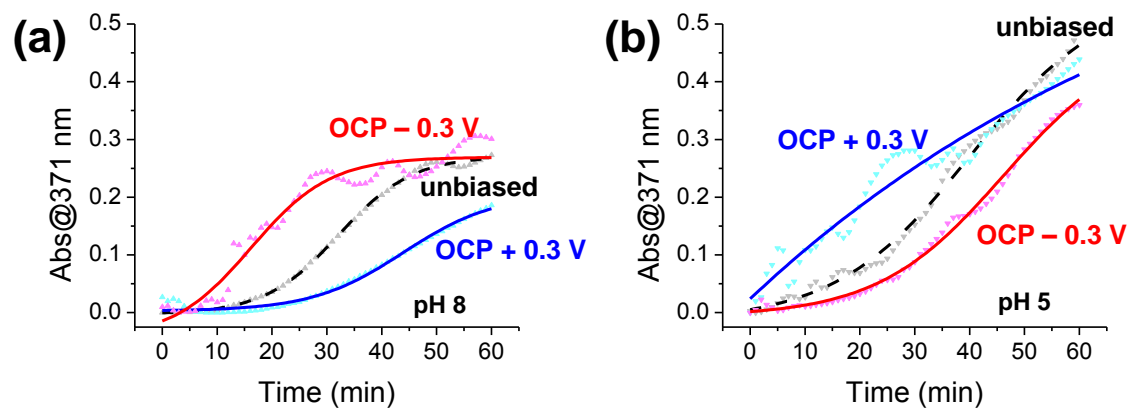 (a)
0.5
0.4
0.3
0.2
0.1
0.0
Abs@371 nm
OCP – 0.3 V
unbiased
OCP + 0.3 V
pH 8
0 10 20 30 40 50 60
Time (min)
(b)
0.5
0.4
0.3
0.2
0.1
0.0
Abs@371 nm
unbiased
OCP + 0.3 V
OCP – 0.3 V
pH 5
0 10 20 30 40 50 60
Time (min)